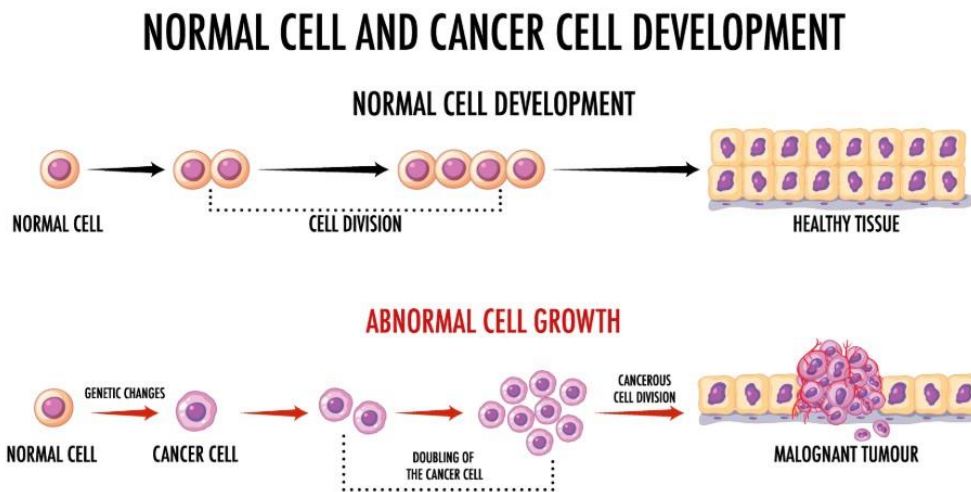 NORMAL CELL AND CANCER CELL DEVELOPMENT
NORMAL CELL DEVELOPMENT
NORMAL CELL
CELL DIVISION
HEALTHY TISSUE
ABNORMAL CELL GROWTH
GENETIC CHANGES
CANCEROUS
CELL DIVISION
NORMAL CELL
CANCER CELL
DOUBLING OF
THE CANCER CELL
MALOGNANT TUMOUR